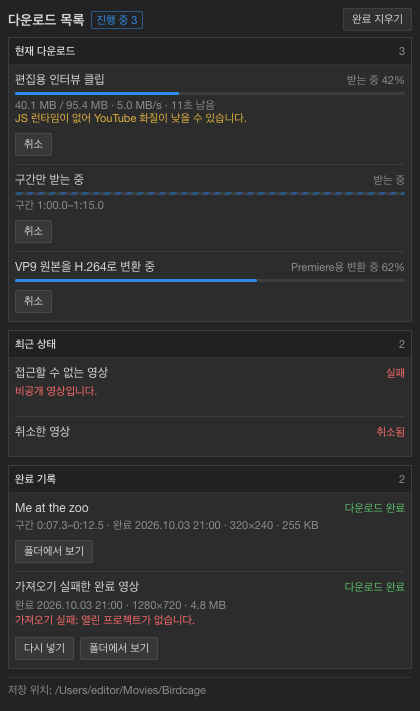 다운로드 목록 진행 중 3 완료 지우기
현재 다운로드 3
편집용 인터뷰 클립 받는 중 42%
40.1 MB / 95.4 MB · 5.0 MB/s · 11초 남음
JS 런타임이 없어 YouTube 화질이 낮을 수 있습니다.
취소
구간만 받는 중 받는 중
구간 1:00.0–1:15.0
취소
VP9 원본을 H.264로 변환 중 Premiere용 변환 중 62%
취소
최근 상태 2
접근할 수 없는 영상 실패
비공개 영상입니다.
취소한 영상 취소됨
완료 기록 2
Me at the zoo 다운로드 완료
구간 0:07.3–0:12.5 · 완료 2026.10.03 21:00 · 320×240 · 255 KB
폴더에서 보기
가져오기 실패한 완료 영상 다운로드 완료
완료 2026.10.03 21:00 · 1280×720 · 4.8 MB
가져오기 실패: 열린 프로젝트가 없습니다.
다시 넣기 폴더에서 보기
저장 위치: /Users/editor/Movies/Birdcage